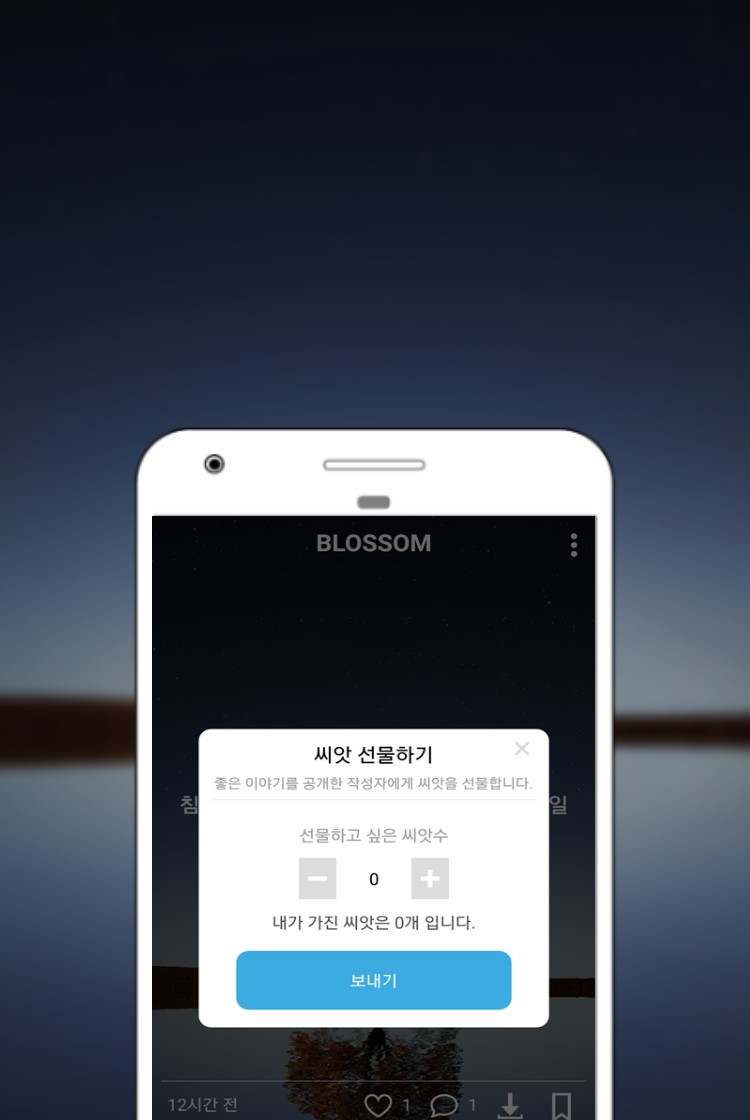 BLOSSOM
씨앗 선물하기
좋은 이야기를 공개한 작성자에게 씨앗을 선물합니다.
침 일
선물하고 싶은 씨앗수
0
내가 가진 씨앗은 0개 입니다.
보내기
12시간 전 1 1